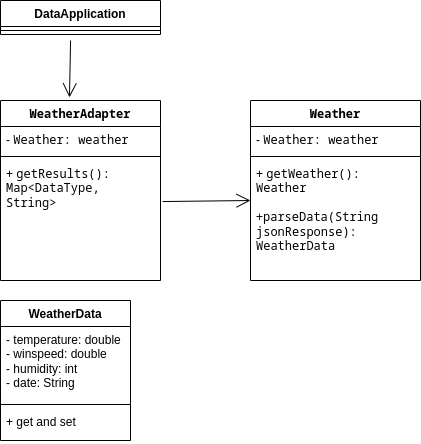 DataApplication
WeatherAdapter
- Weather: weather
+ getResults():
Map<DataType,
String>
Weather
- Weather: weather
+ getWeather():
Weather
+parseData(String
jsonResponse):
WeatherData
WeatherData
- temperature: double
- winspeed: double
- humidity: int
- date: String
+ get and set